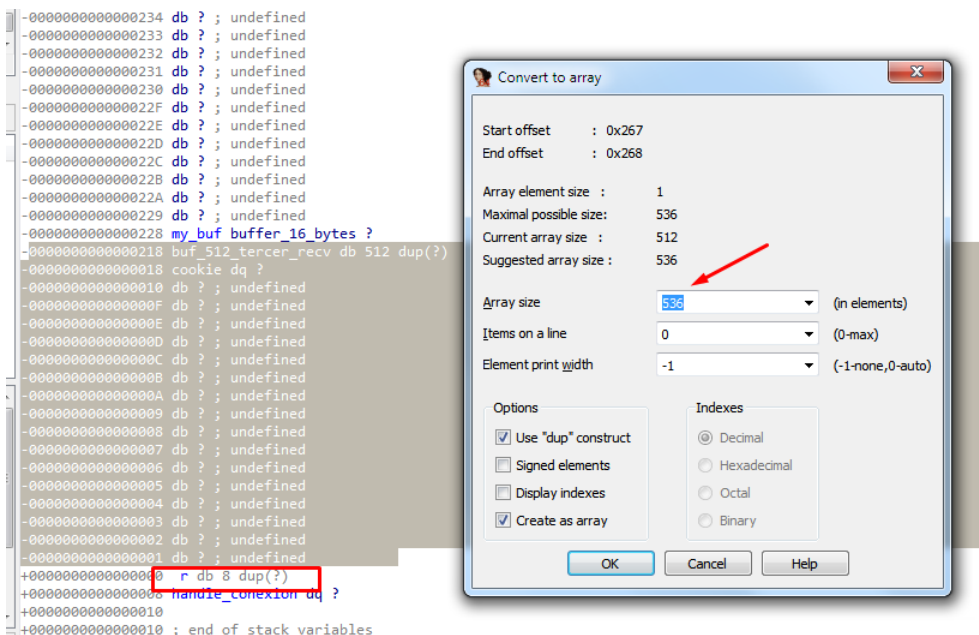 -0000000000000234 db ? ; undefined
-0000000000000233 db ? ; undefined
-0000000000000232 db ? ; undefined
-0000000000000231 db ? ; undefined
-0000000000000230 db ? ; undefined
-000000000000022F db ? ; undefined
-000000000000022E db ? ; undefined
-000000000000022D db ? ; undefined
-000000000000022C db ? ; undefined
-000000000000022B db ? ; undefined
-000000000000022A db ? ; undefined
-0000000000000229 db ? ; undefined
-0000000000000228 my_buf buffer_16_bytes ?
-0000000000000218 buf_512_tercer_recv db 512 dup(?)
-0000000000000018 cookie dq ?
-0000000000000010 db ? ; undefined
-000000000000000F db ? ; undefined
-000000000000000E db ? ; undefined
-000000000000000D db ? ; undefined
-000000000000000C db ? ; undefined
-000000000000000B db ? ; undefined
-000000000000000A db ? ; undefined
-0000000000000009 db ? ; undefined
-0000000000000008 db ? ; undefined
-0000000000000007 db ? ; undefined
-0000000000000006 db ? ; undefined
-0000000000000005 db ? ; undefined
-0000000000000004 db ? ; undefined
-0000000000000003 db ? ; undefined
-0000000000000002 db ? ; undefined
-0000000000000001 db ? ; undefined
+0000000000000000 r db 8 dup(?)
+0000000000000008 handle_conexion dq ?
+0000000000000010
+0000000000000010 ; end of stack variables
Convert to array
Start offset : 0x267
End offset : 0x268
Array element size : 1
Maximal possible size: 536
Current array size : 512
Suggested array size : 536
Array size 536 (in elements)
Items on a line 0 (0-max)
Element print width -1 (-1-none,0-auto)
Options
Use "dup" construct
Signed elements
Display indexes
Create as array
Indexes
Decimal
Hexadecimal
Octal
Binary
OK Cancel Help